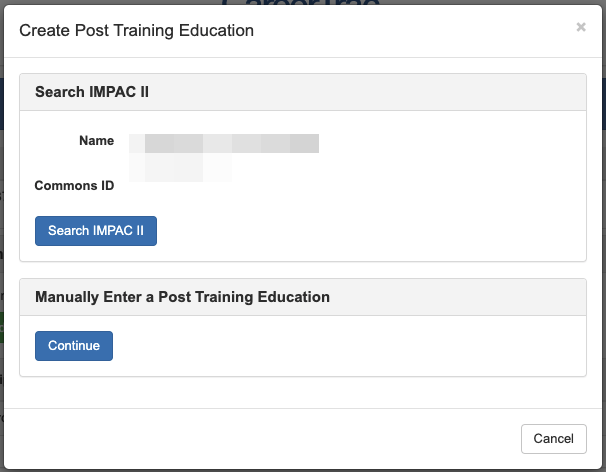 Create Post Training Education
×
Search IMPAC II
Name
Commons ID
Search IMPAC II
Manually Enter a Post Training Education
Continue
Cancel